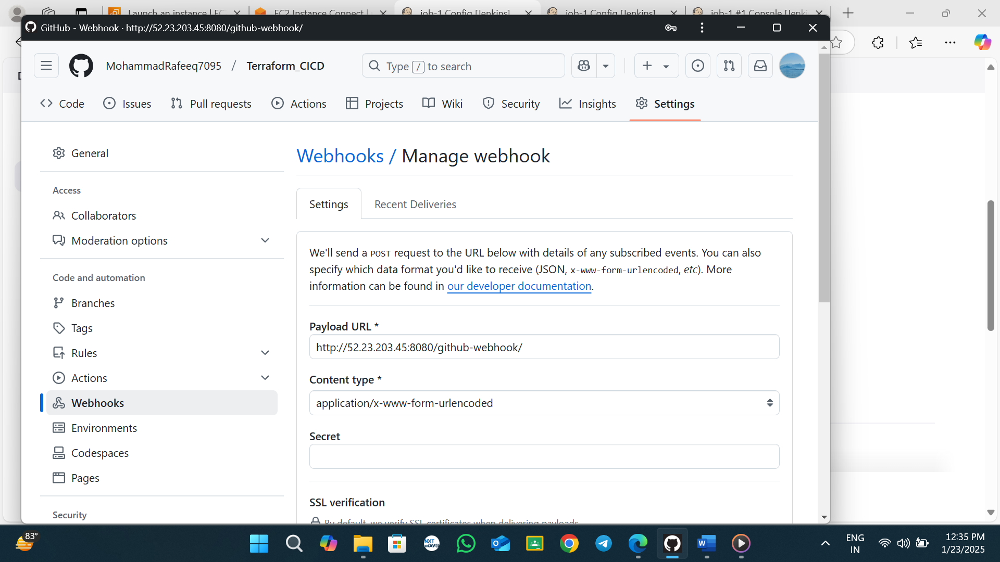 Launch an instance | EC
EC2 Instance Connect |
job-1 Config [Jenkins]
job-1 Config [Jenkins]
job-1 #1 Console [Jenki
GitHub - Webhook · http://52.23.203.45:8080/github-webhook/
MohammadRafeeq7095 / Terraform_CICD
Type / to search
Code
Issues
Pull requests
Actions
Projects
Wiki
Security
Insights
Settings
General
Access
Collaborators
Moderation options
Code and automation
Branches
Tags
Rules
Actions
Webhooks
Environments
Codespaces
Pages
Security
Webhooks / Manage webhook
Settings
Recent Deliveries
We'll send a POST request to the URL below with details of any subscribed events. You can also
specify which data format you'd like to receive (JSON, x-www-form-urlencoded, etc). More
information can be found in our developer documentation.
Payload URL *
http://52.23.203.45:8080/github-webhook/
Content type *
application/x-www-form-urlencoded
Secret
SSL verification
By default, we verify SSL certificates when delivering payloads.
83°
NXT
WAVE
ENG
IN
12:35 PM
1/23/2025